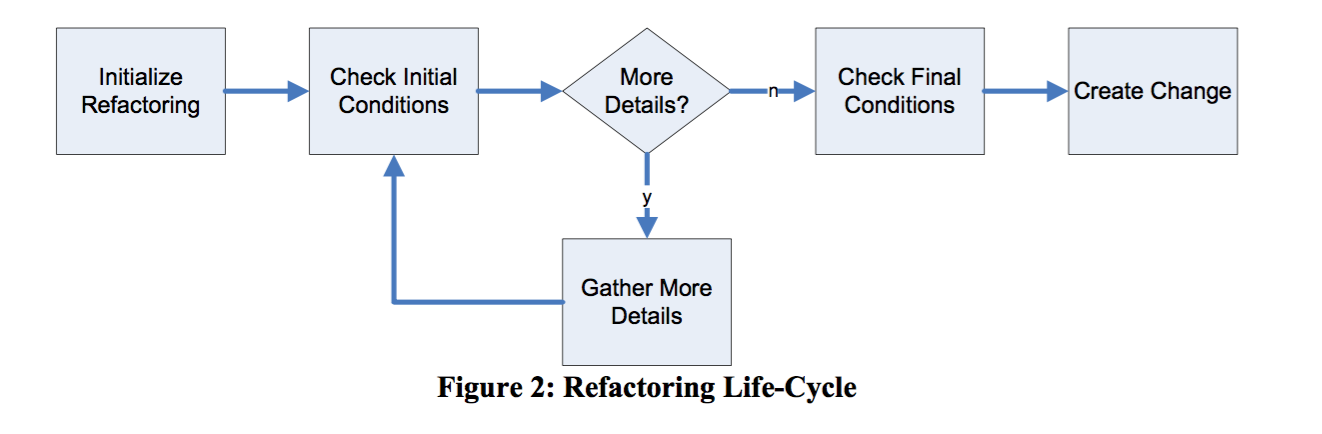 Initialize
Refactoring
Check Initial
Conditions
More
Details?
n
Check Final
Conditions
Create Change
y
Gather More
Details
Figure 2: Refactoring Life-Cycle